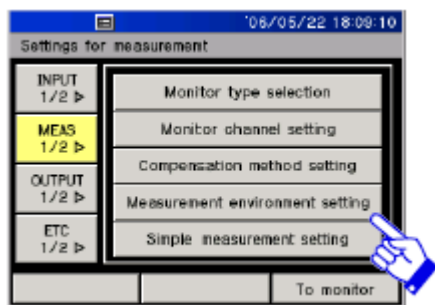 '06/05/22 18:09:10
Settings for measurement
INPUT
1/2 ▷
MEAS
1/2 ▷
OUTPUT
1/2 ▷
ETC
1/2 ▷
Monitor type selection
Monitor channel setting
Compensation method setting
Measurement environment setting
Simple measurement setting
To monitor